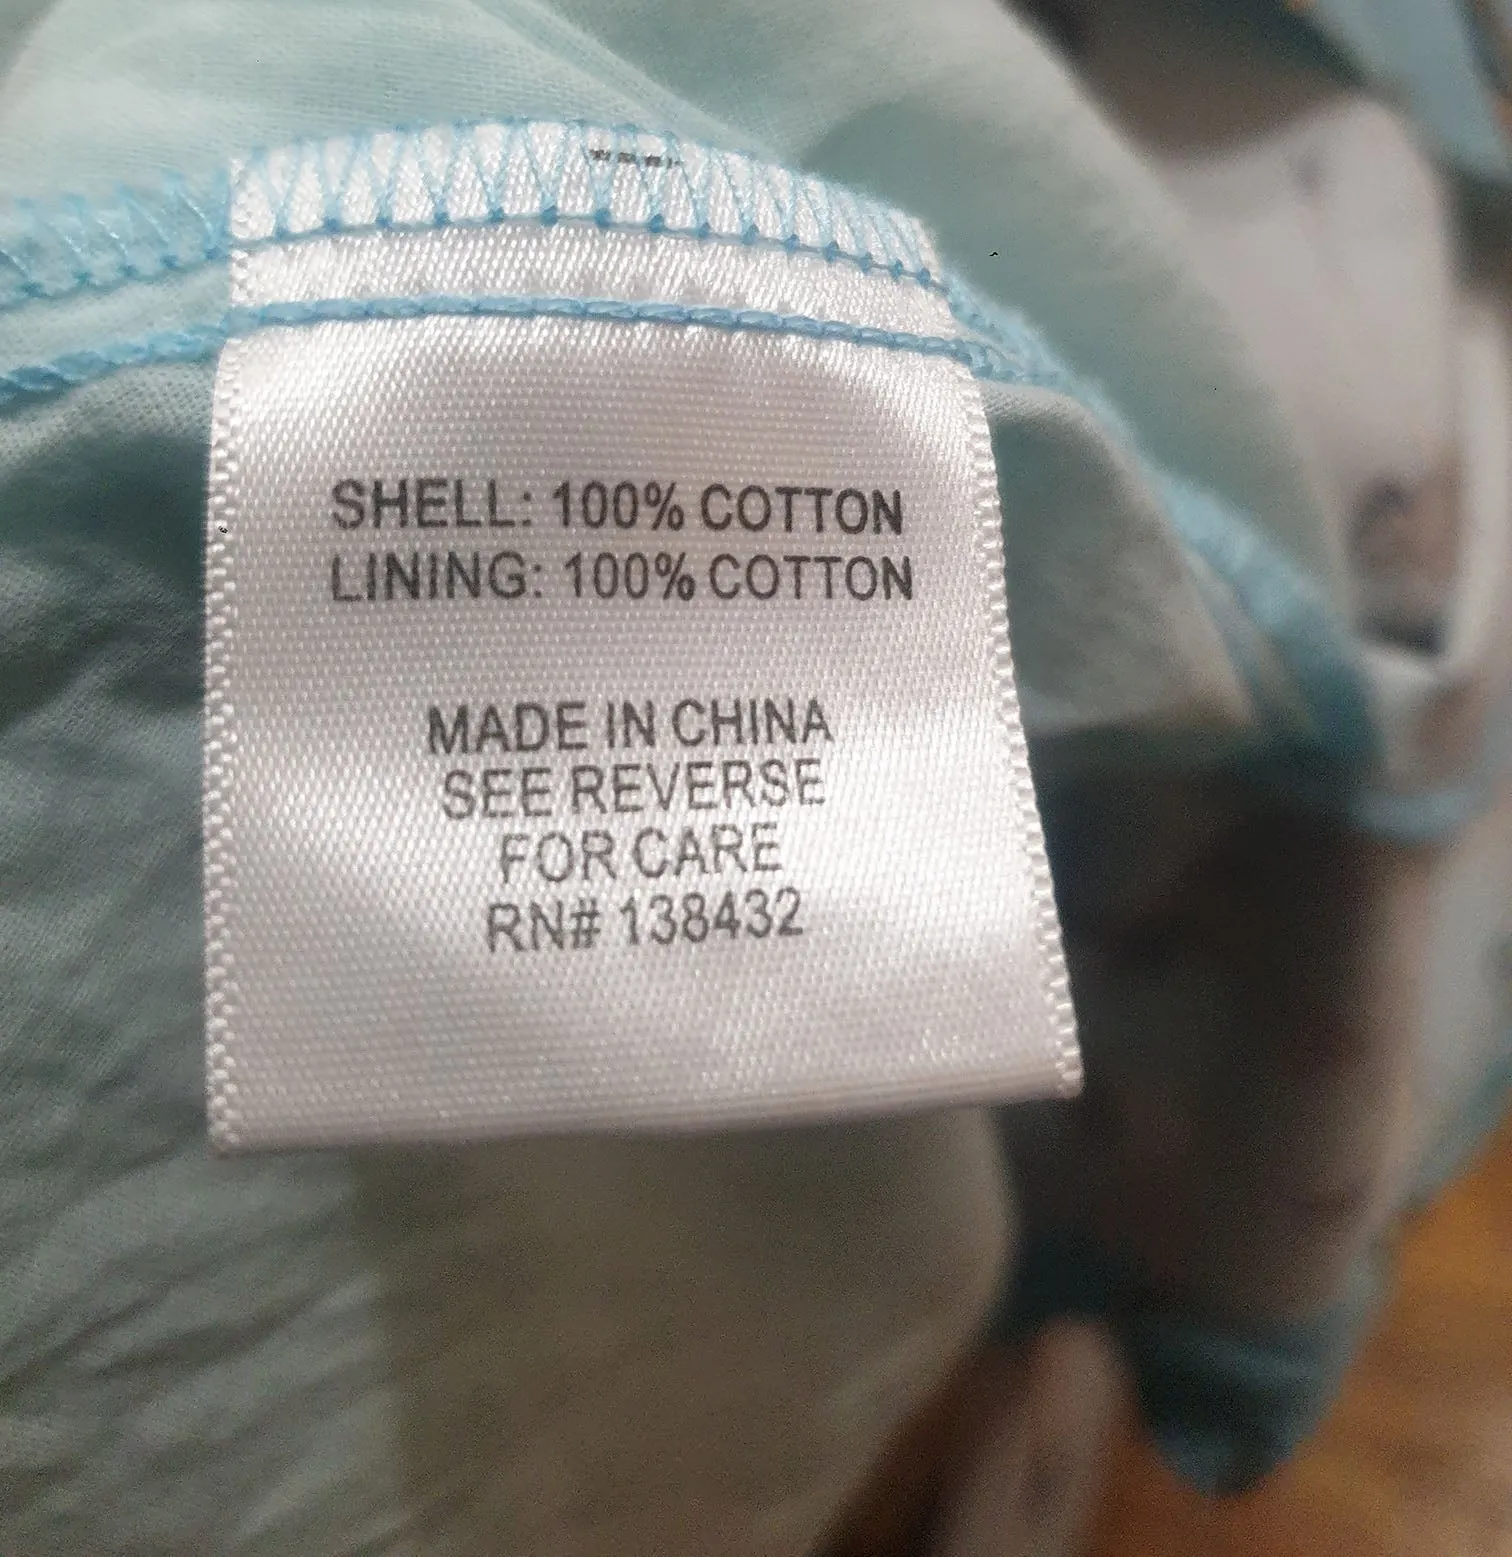 SHELL: 100% COTTON
LINING: 100% COTTON
MADE IN CHINA
SEE REVERSE
FOR CARE
RN# 138432